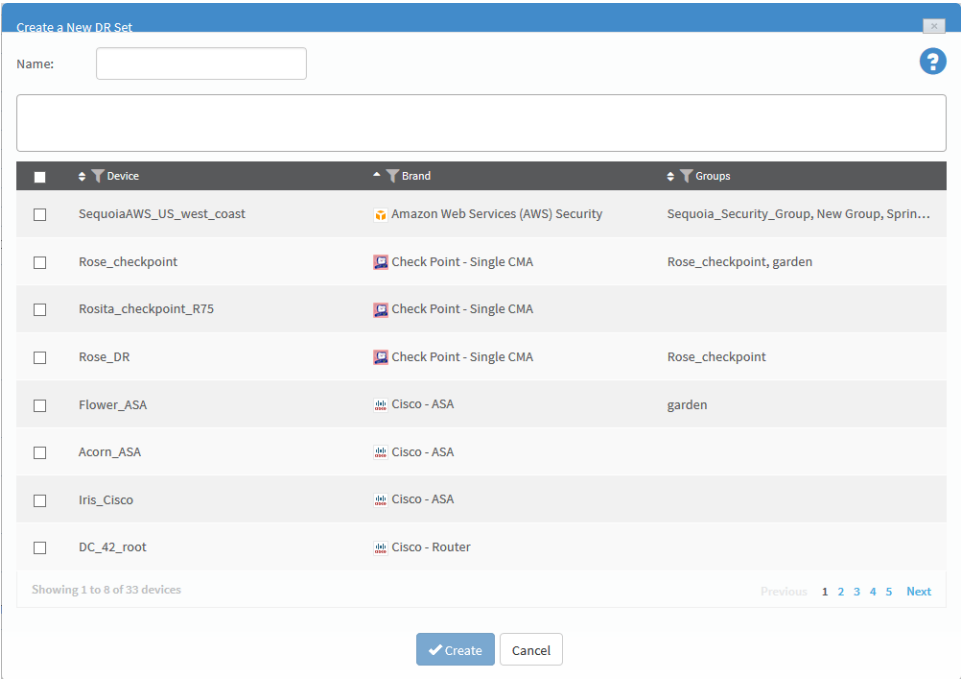 Create a New DR Set
×
Name:
?
Device Brand Groups
SequoiaAWS_US_west_coast Amazon Web Services (AWS) Security Sequoia_Security_Group, New Group, Sprin...
Rose_checkpoint Check Point - Single CMA Rose_checkpoint, garden
Rosita_checkpoint_R75 Check Point - Single CMA
Rose_DR Check Point - Single CMA Rose_checkpoint
Flower_ASA Cisco - ASA garden
Acorn_ASA Cisco - ASA
Iris_Cisco Cisco - ASA
DC_42_root Cisco - Router
Showing 1 to 8 of 33 devices Previous 1 2 3 4 5 Next
Create Cancel